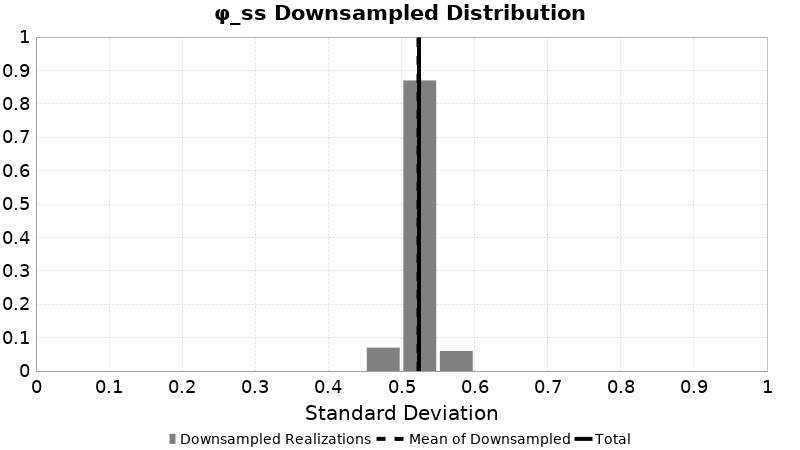 φ_ss Downsampled Distribution
1
0.9
0.8
0.7
0.6
0.5
0.4
0.3
0.2
0.1
0
0 0.1 0.2 0.3 0.4 0.5 0.6 0.7 0.8 0.9 1
Standard Deviation
Downsampled Realizations Mean of Downsampled Total